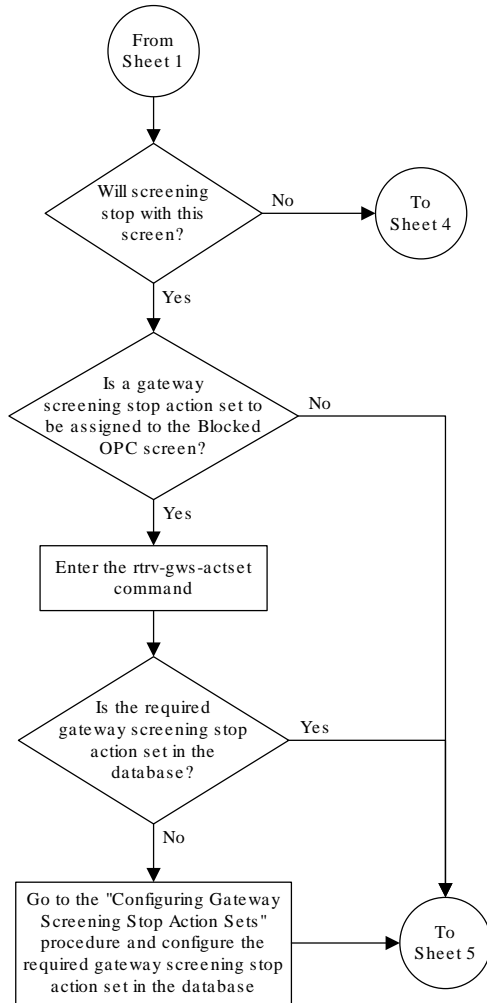 From
Sheet 1
Will screening
stop with this
screen?
No
To
Sheet 4
Yes
Is a gateway
screening stop action set to
be assigned to the Blocked
OPC screen?
No
Yes
Enter the rtrv-gws-actset
command
Is the required
gateway screening stop
action set in the
database?
Yes
No
Go to the "Configuring Gateway
Screening Stop Action Sets"
procedure and configure the
required gateway screening stop
action set in the database
To
Sheet 5